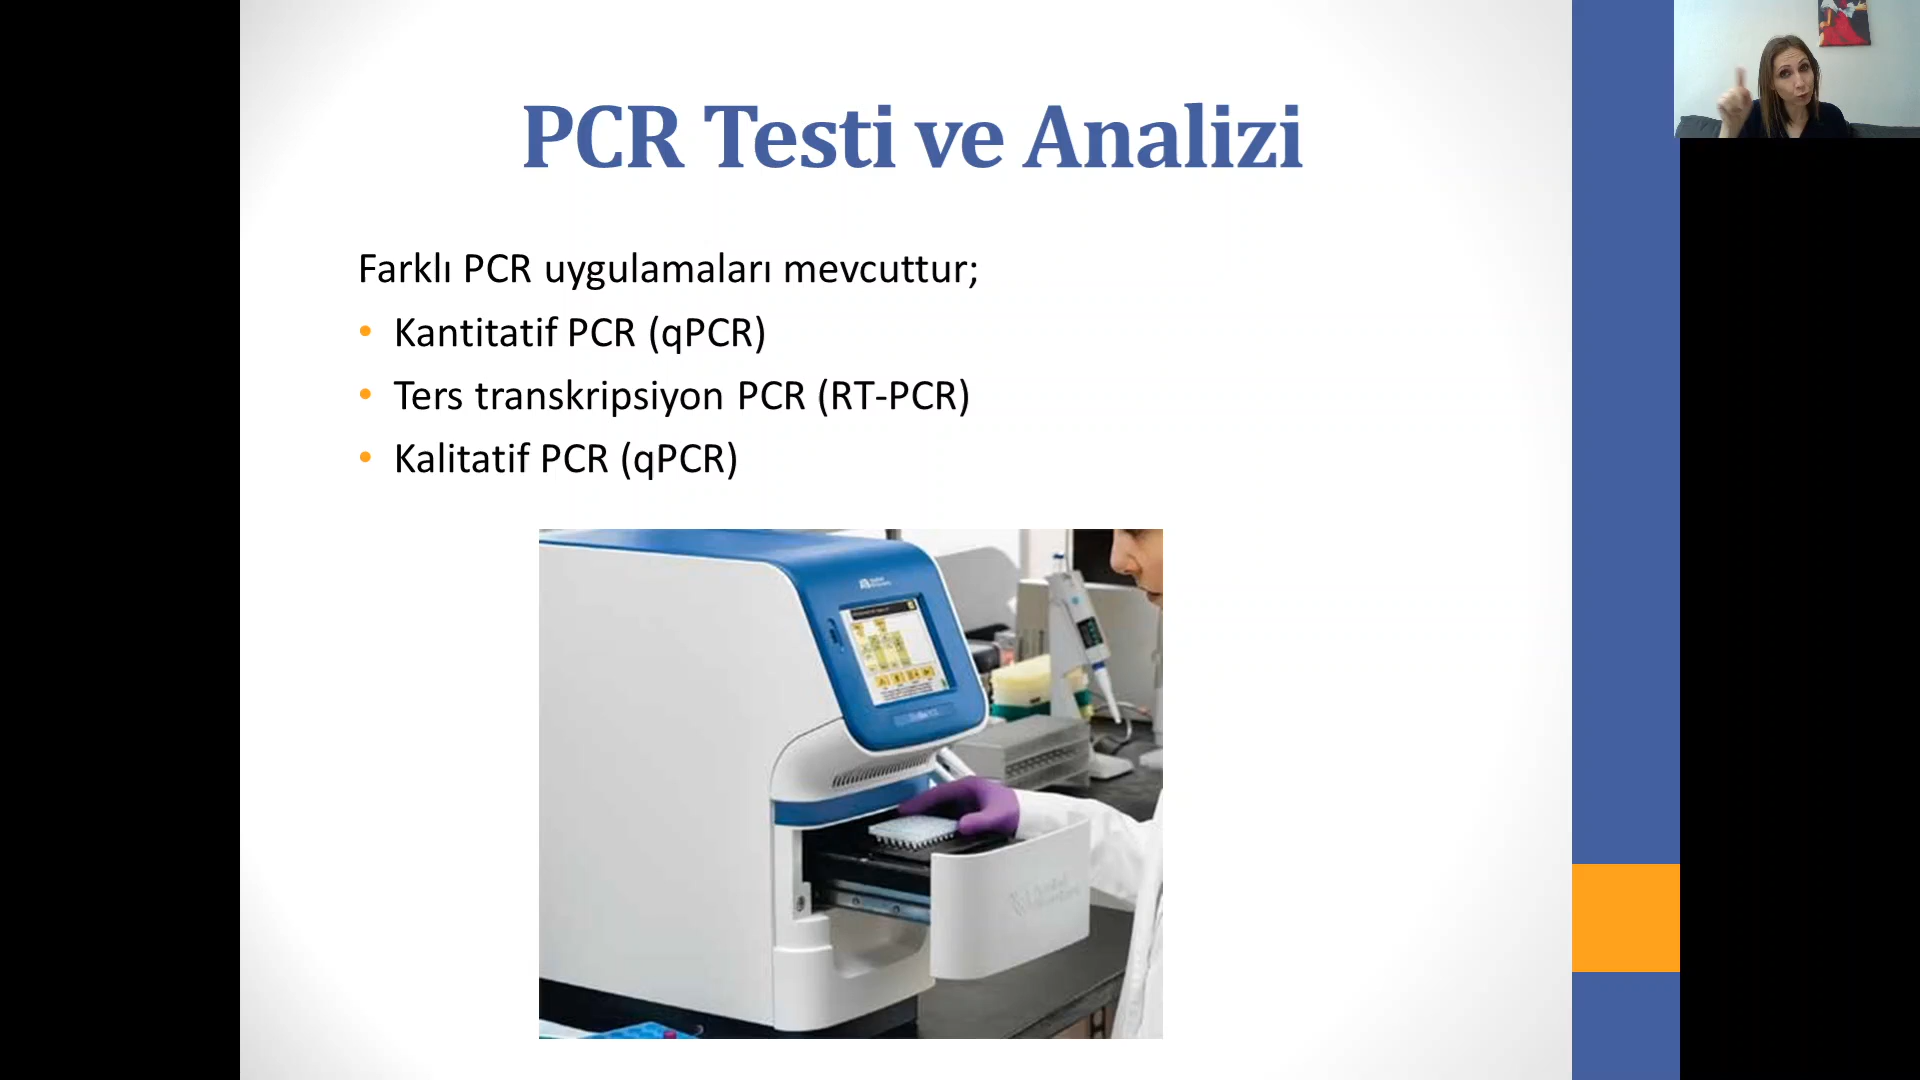 PCR Testi ve Analizi
Farklı PCR uygulamaları mevcuttur;
• Kantitatif PCR (qPCR)
• Ters transkripsiyon PCR (RT-PCR)
• Kalitatif PCR (qPCR)